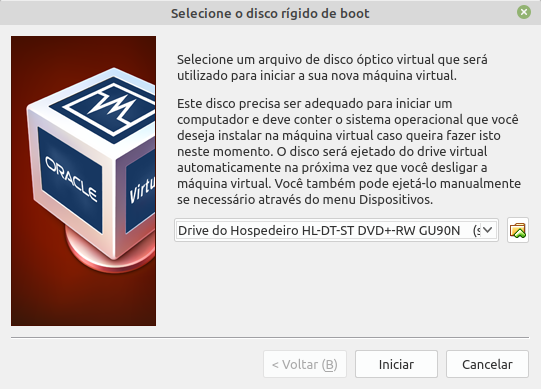 Selecione o disco rígido de boot
Selecione um arquivo de disco óptico virtual que será
utilizado para iniciar a sua nova máquina virtual.
Este disco precisa ser adequado para iniciar um
computador e deve conter o sistema operacional que você
deseja instalar na máquina virtual caso queira fazer isto
neste momento. O disco será ejetado do drive virtual
automaticamente na próxima vez que você desligar a
máquina virtual. Você também pode ejetá-lo manualmente
se necessário através do menu Dispositivos.
ORACLE
Virtu
Drive do Hospedeiro HL-DT-ST DVD+-RW GU90N (s
< Voltar (B)
Iniciar
Cancelar